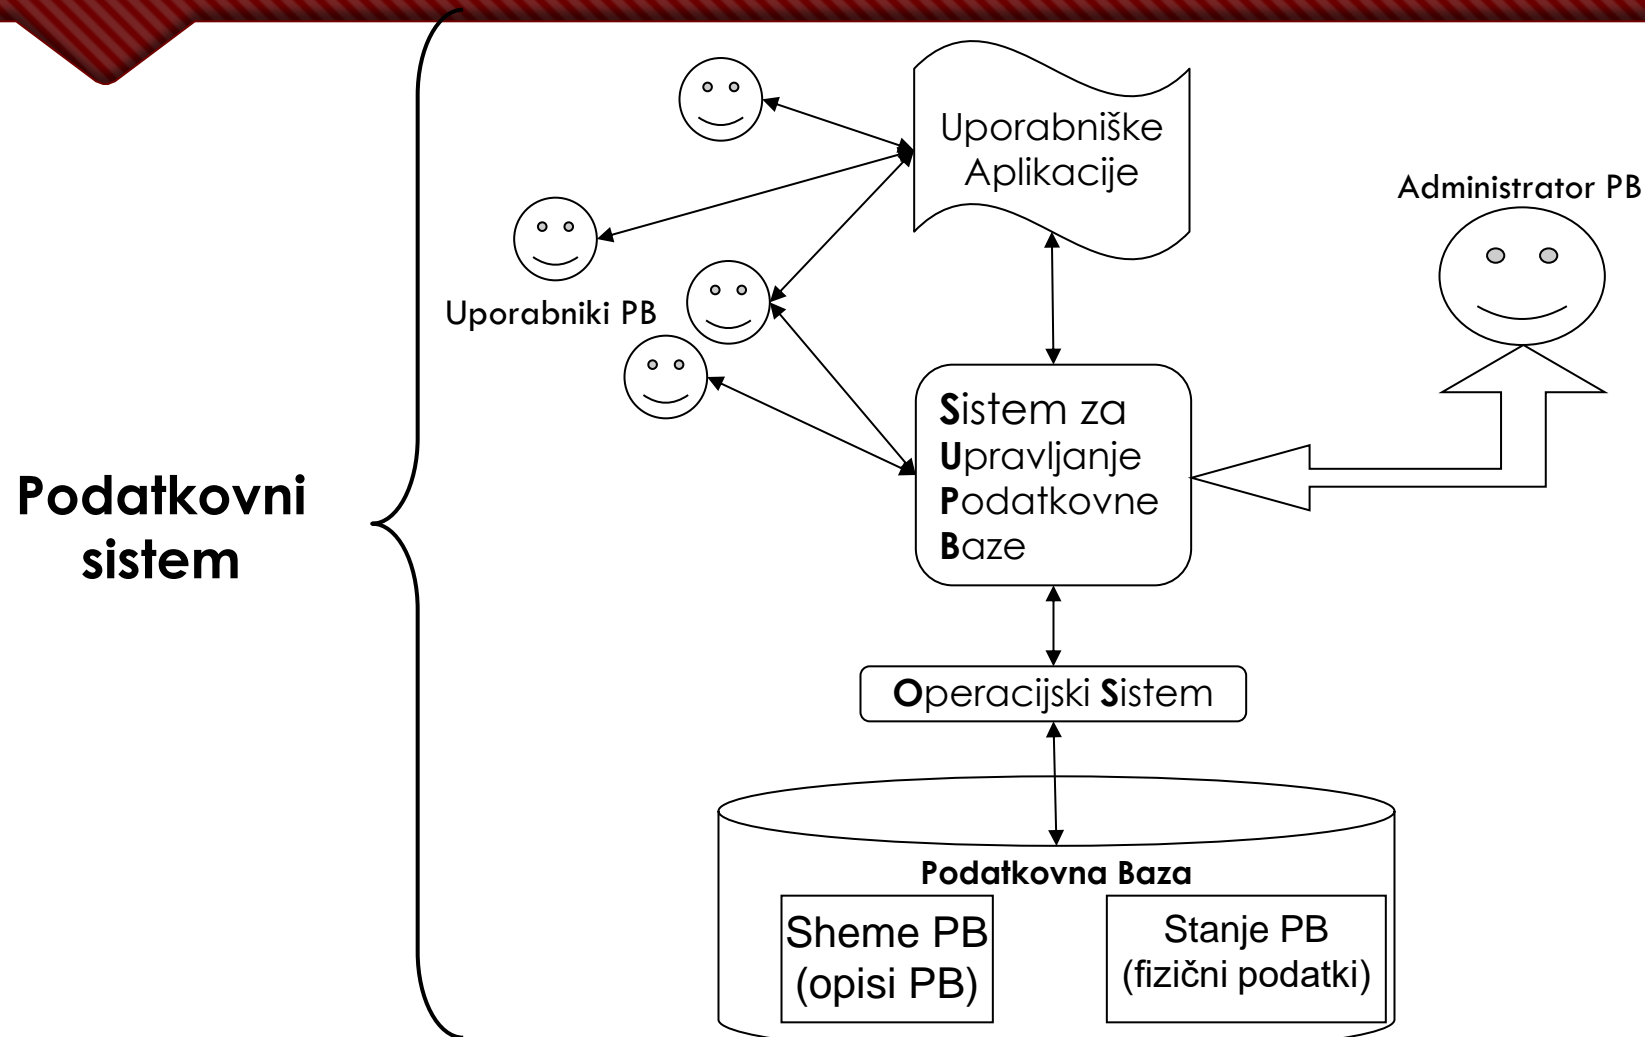 Uporabniške
Aplikacije
Administrator PB
Uporabniki PB
Sistem za
Upravljanje
Podatkovne
Baze
Podatkovni
sistem
Operacijski Sistem
Podatkovna Baza
Sheme PB
(opisi PB)
Stanje PB
(fizični podatki)